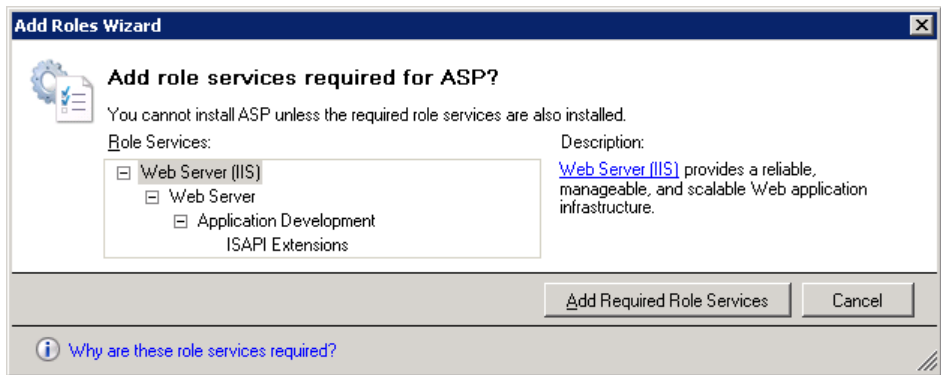 Add Roles Wizard
Add role services required for ASP?
You cannot install ASP unless the required role services are also installed.
Role Services:
Web Server (IIS)
Web Server
Application Development
ISAPI Extensions
Description:
Web Server (IIS) provides a reliable,
manageable, and scalable Web application
infrastructure.
Add Required Role Services
Cancel
Why are these role services required?